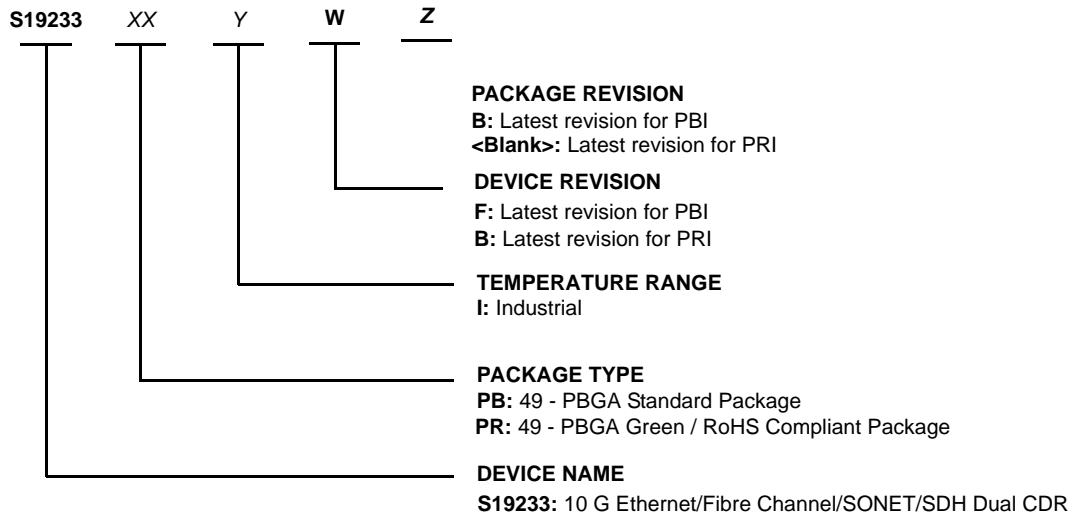 S19233 XX Y W Z
PACKAGE REVISION
B: Latest revision for PBI
<Blank>: Latest revision for PRI
DEVICE REVISION
F: Latest revision for PBI
B: Latest revision for PRI
TEMPERATURE RANGE
I: Industrial
PACKAGE TYPE
PB: 49 - PBGA Standard Package
PR: 49 - PBGA Green / RoHS Compliant Package
DEVICE NAME
S19233: 10 G Ethernet/Fibre Channel/SONET/SDH Dual CDR